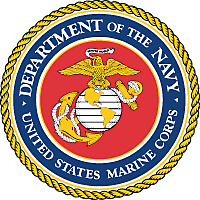 DEPARTMENT OF THE NAVY
UNITED STATES MARINE CORPS